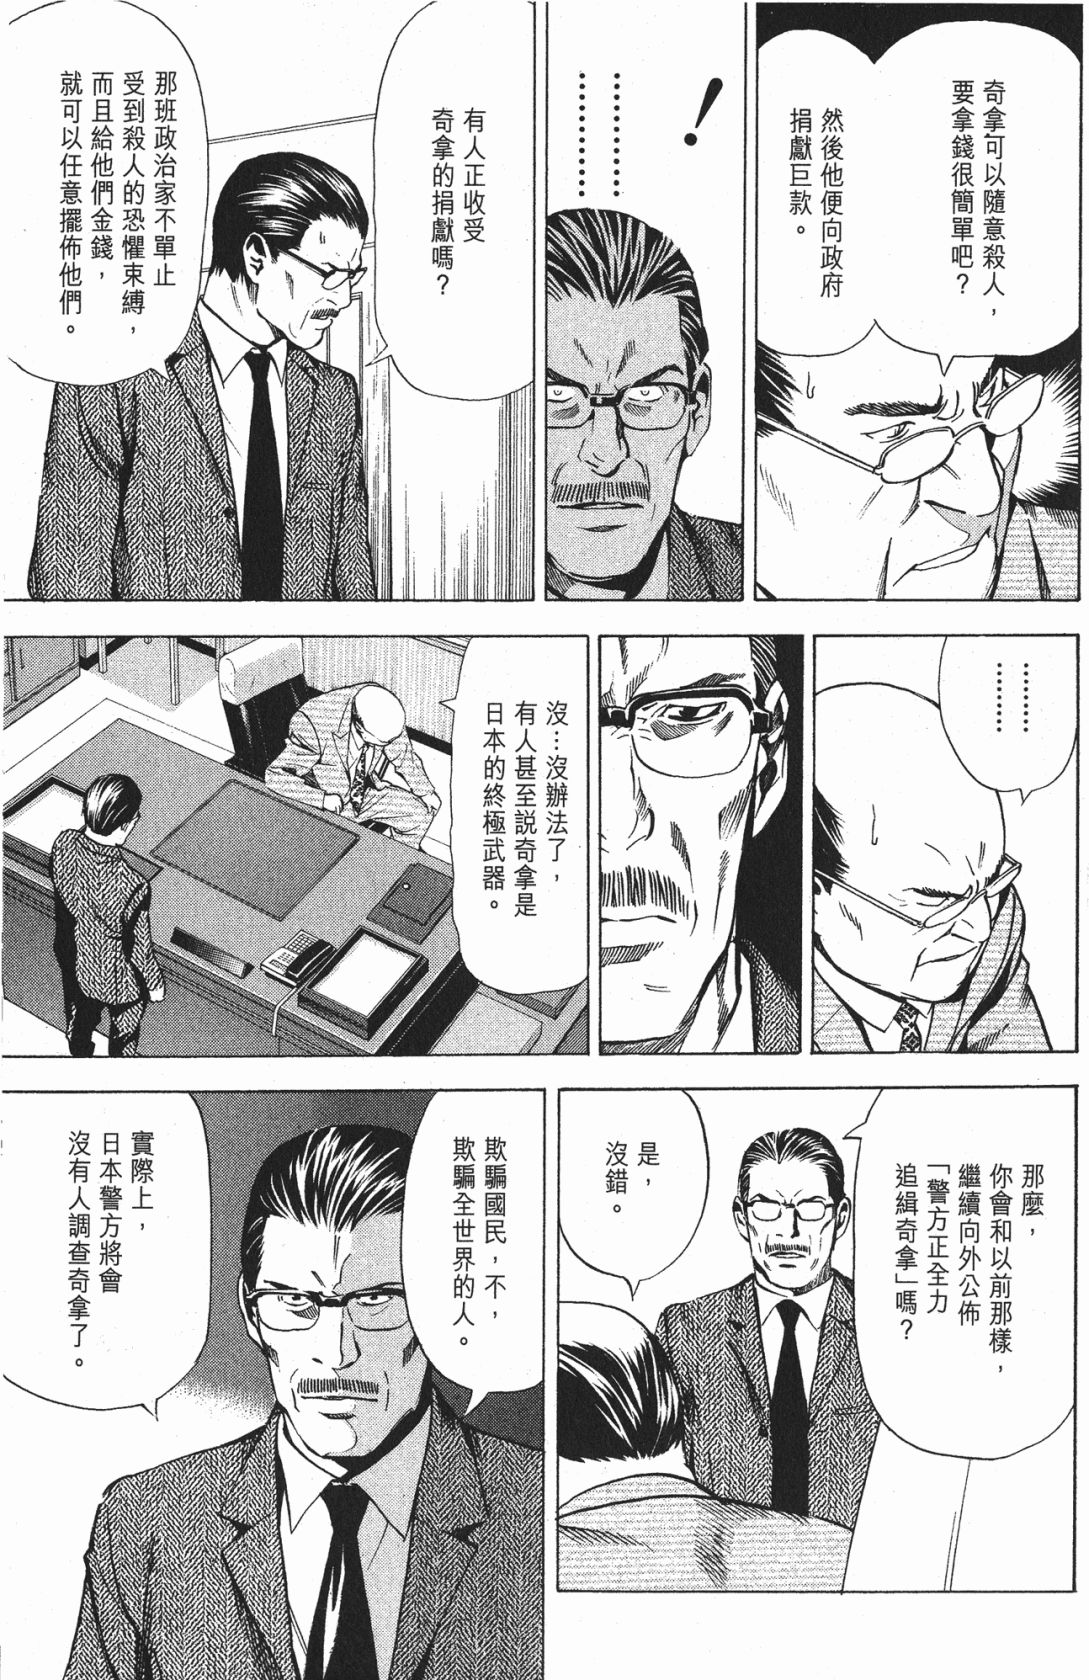 奇拿可以隨意殺人，
要拿錢很簡單吧？
然後他便向政府
捐獻巨款。
！
…………
…………
有人正收受
奇拿的捐獻嗎？
那班政治家不單止
受到殺人的恐懼束縛，
而且給他們金錢，
就可以任意擺佈他們。
………
………
沒…沒辦法了，
有人甚至説奇拿是
日本的終極武器。
那麼，
你會和以前那樣，
繼續向外公佈
「警方正全力
追緝奇拿」嗎？
是，
沒錯。
欺騙國民，不，
欺騙全世界的人。
實際上，
日本警方將會
沒有人調查奇拿了。